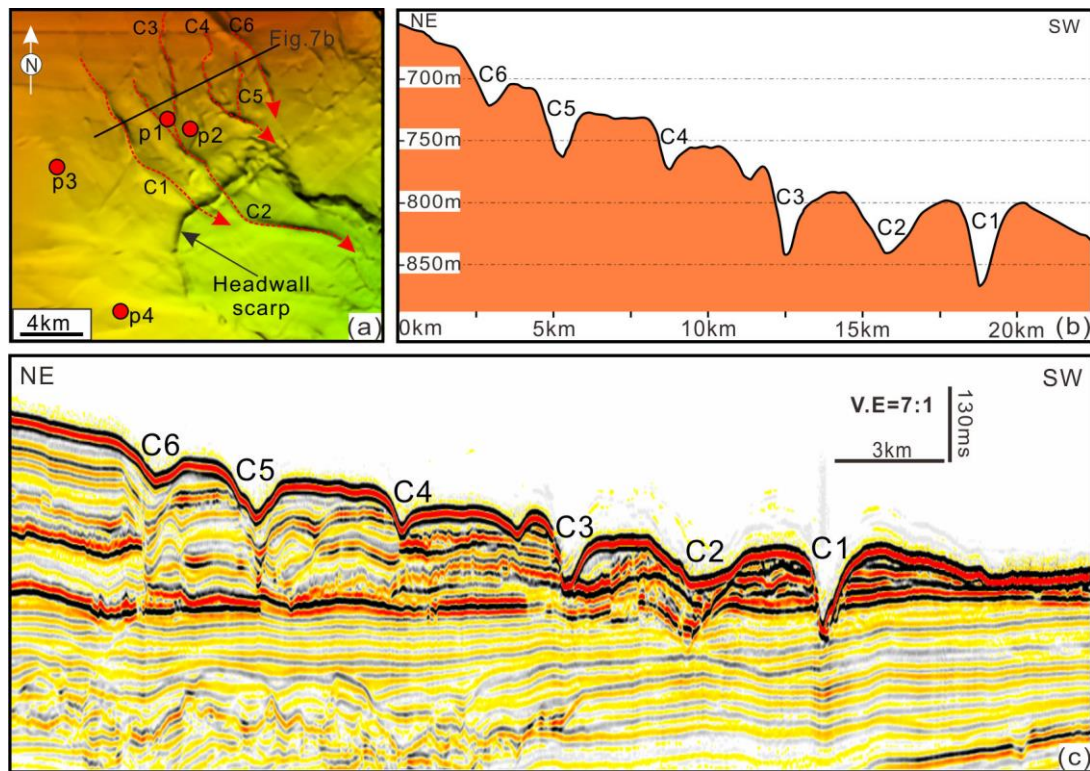 C3
C4
C6
Fig.7b
N
C5
p1
p2
p3
C1
C2
Headwall
scarp
4km
p4
(a)
NE
SW
-700m
C6
C5
-750m
C4
-800m
C3
C2
C1
-850m
0km
5km
10km
15km
20km
(b)
NE
SW
V.E=7:1
130ms
3km
C6
C5
C4
C3
C2
C1
(c)